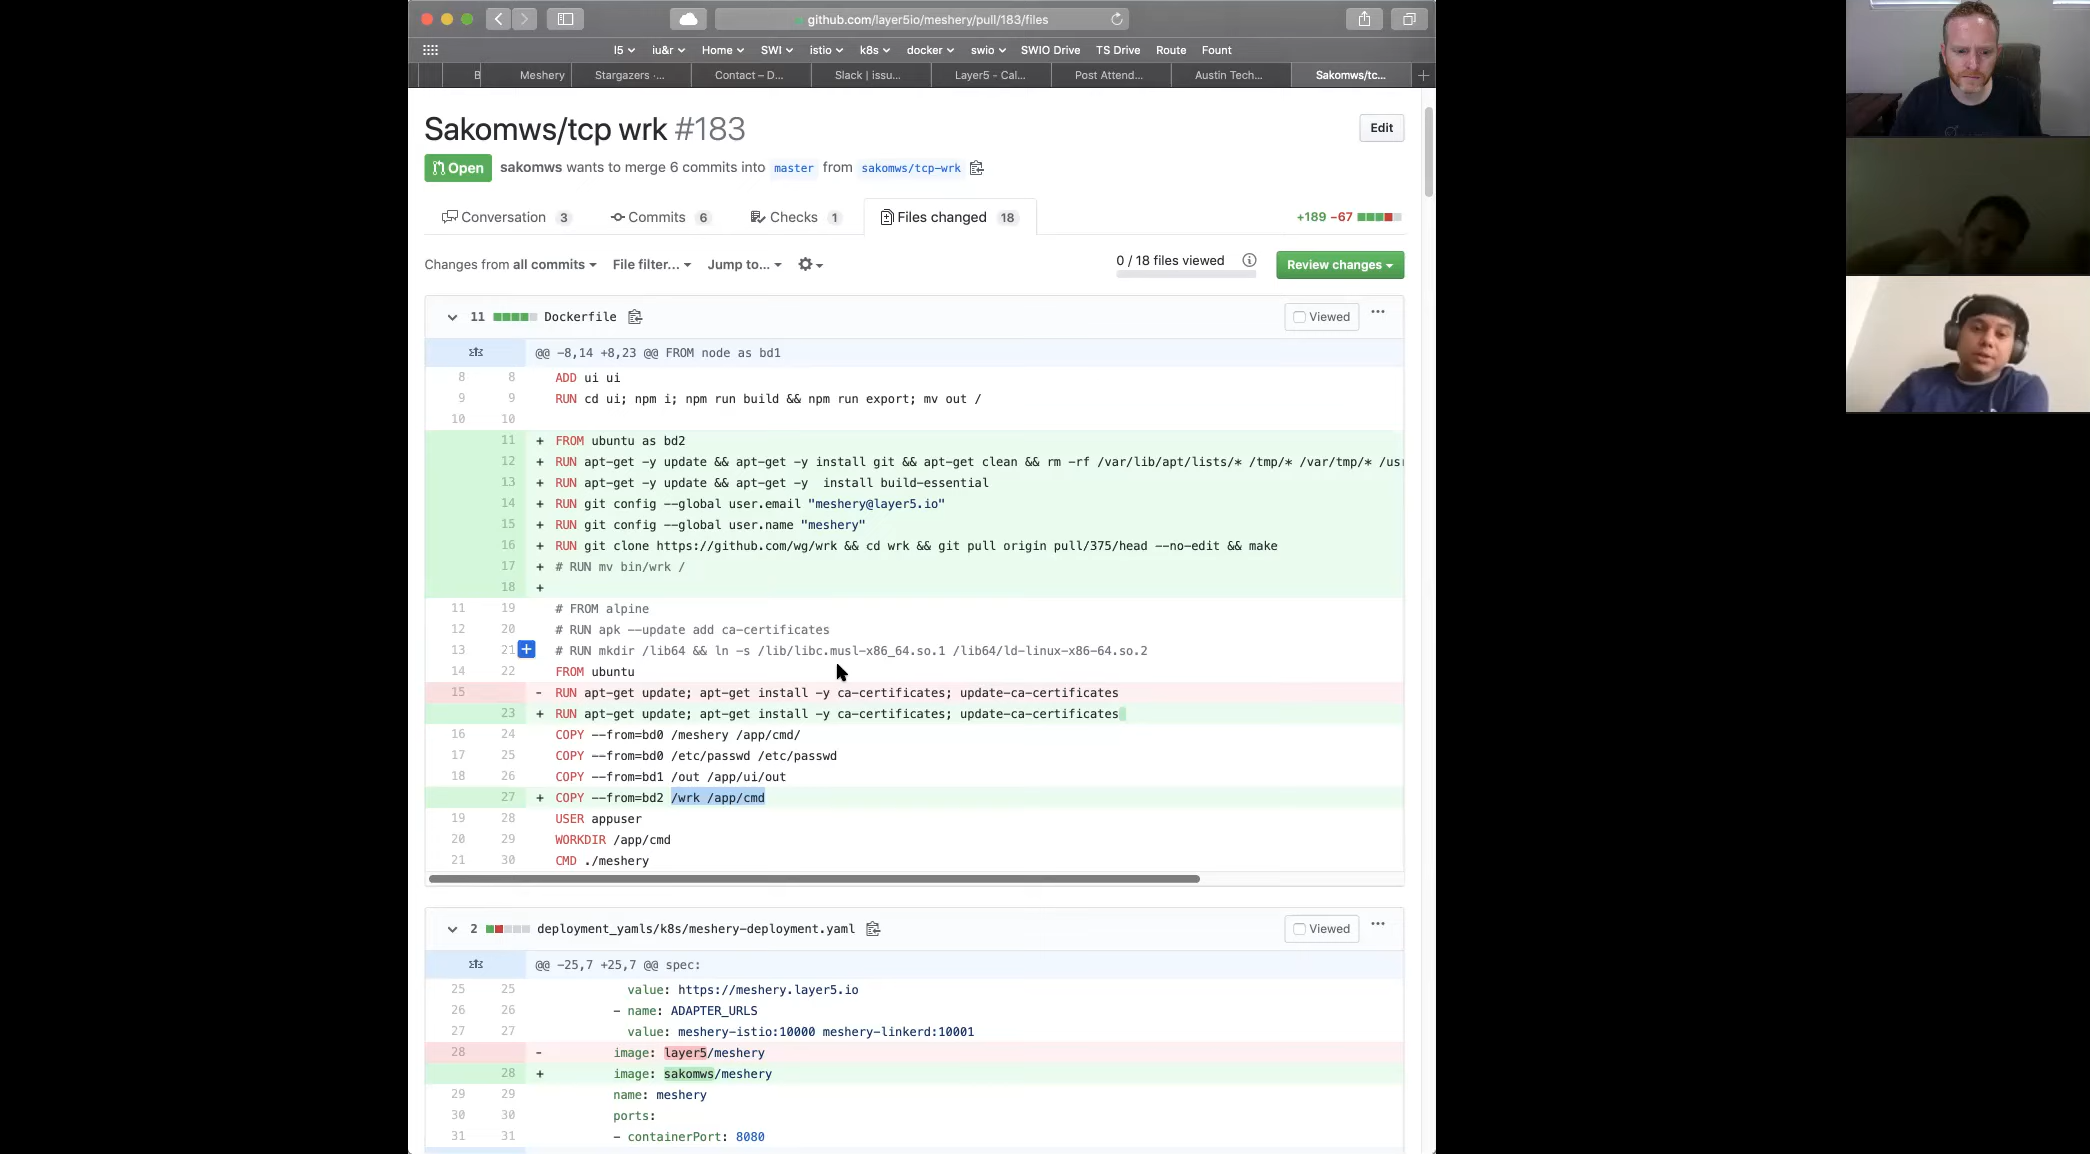 github.com/layer5io/meshery/pull/183/files
l5 iu&r Home SWI istio k8s docker swio SWIO Drive TS Drive Route Fount
B Meshery Stargazers ·... Contact – D... Slack | issu... Layer5 - Cal... Post Attend... Austin Tech... Sakomws/tc...
Sakomws/tcp wrk #183
Edit
Open sakomws wants to merge 6 commits into master from sakomws/tcp-wrk
Conversation 3 Commits 6 Checks 1 Files changed 18 +189 −67
Changes from all commits File filter... Jump to... 0 / 18 files viewed Review changes
11 Dockerfile Viewed ...
@@ -8,14 +8,23 @@ FROM node as bd1
8 8 ADD ui ui
9 9 RUN cd ui; npm i; npm run build && npm run export; mv out /
10 10
11 + FROM ubuntu as bd2
12 + RUN apt-get -y update && apt-get -y install git && apt-get clean && rm -rf /var/lib/apt/lists/* /tmp/* /var/tmp/* /usr
13 + RUN apt-get -y update && apt-get -y  install build-essential
14 + RUN git config --global user.email "meshery@layer5.io"
15 + RUN git config --global user.name "meshery"
16 + RUN git clone https://github.com/wg/wrk && cd wrk && git pull origin pull/375/head --no-edit && make
17 + # RUN mv bin/wrk /
18 +
11 19 # FROM alpine
12 20 # RUN apk --update add ca-certificates
13 21 + # RUN mkdir /lib64 && ln -s /lib/libc.musl-x86_64.so.1 /lib64/ld-linux-x86-64.so.2
14 22 FROM ubuntu
15 - RUN apt-get update; apt-get install -y ca-certificates; update-ca-certificates
23 + RUN apt-get update; apt-get install -y ca-certificates; update-ca-certificates
16 24 COPY --from=bd0 /meshery /app/cmd/
17 25 COPY --from=bd0 /etc/passwd /etc/passwd
18 26 COPY --from=bd1 /out /app/ui/out
27 + COPY --from=bd2 /wrk /app/cmd
19 28 USER appuser
20 29 WORKDIR /app/cmd
21 30 CMD ./meshery
2 deployment_yamls/k8s/meshery-deployment.yaml Viewed ...
@@ -25,7 +25,7 @@ spec:
25 25 value: https://meshery.layer5.io
26 26 - name: ADAPTER_URLS
27 27 value: meshery-istio:10000 meshery-linkerd:10001
28 - image: layer5/meshery
28 + image: sakomws/meshery
29 29 name: meshery
30 30 ports:
31 31 - containerPort: 8080